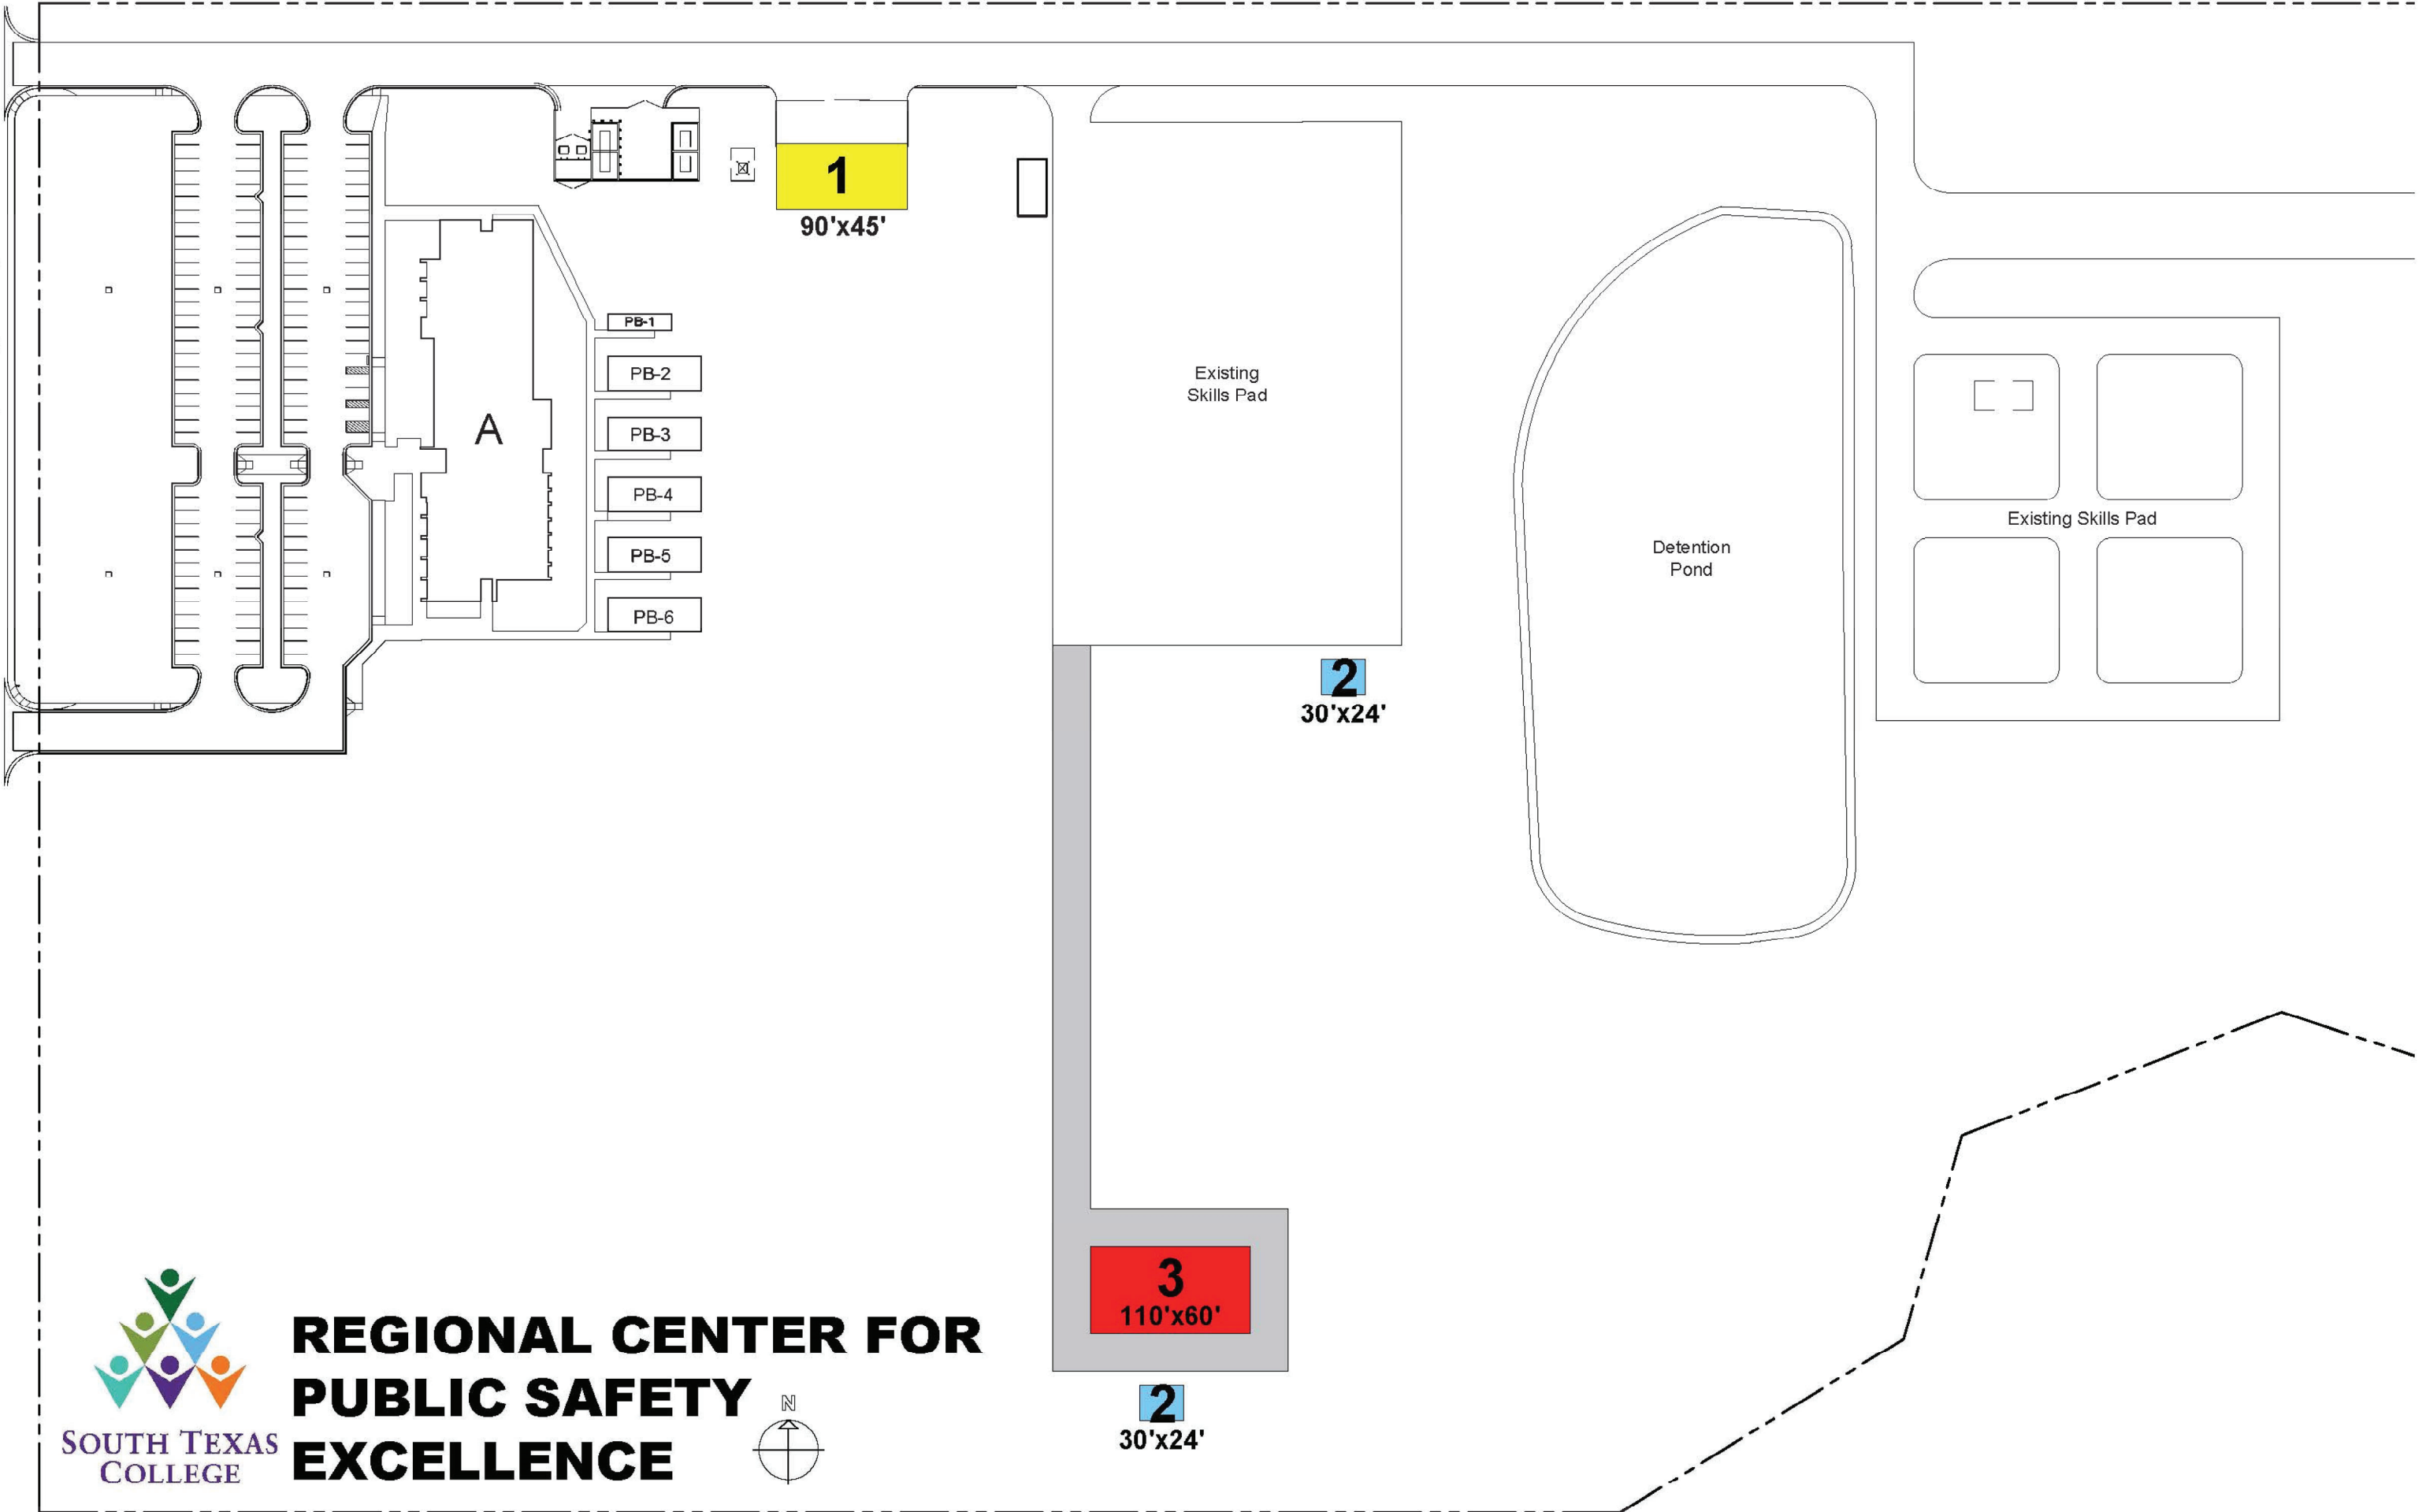 1
90'x45'
PB-1
PB-2
PB-3
PB-4
PB-5
PB-6
A
Existing
Skills Pad
Existing Skills Pad
Detention
Pond
2
30'x24'
3
110'x60'
2
30'x24'
SOUTH TEXAS
COLLEGE
REGIONAL CENTER FOR
PUBLIC SAFETY
EXCELLENCE
N